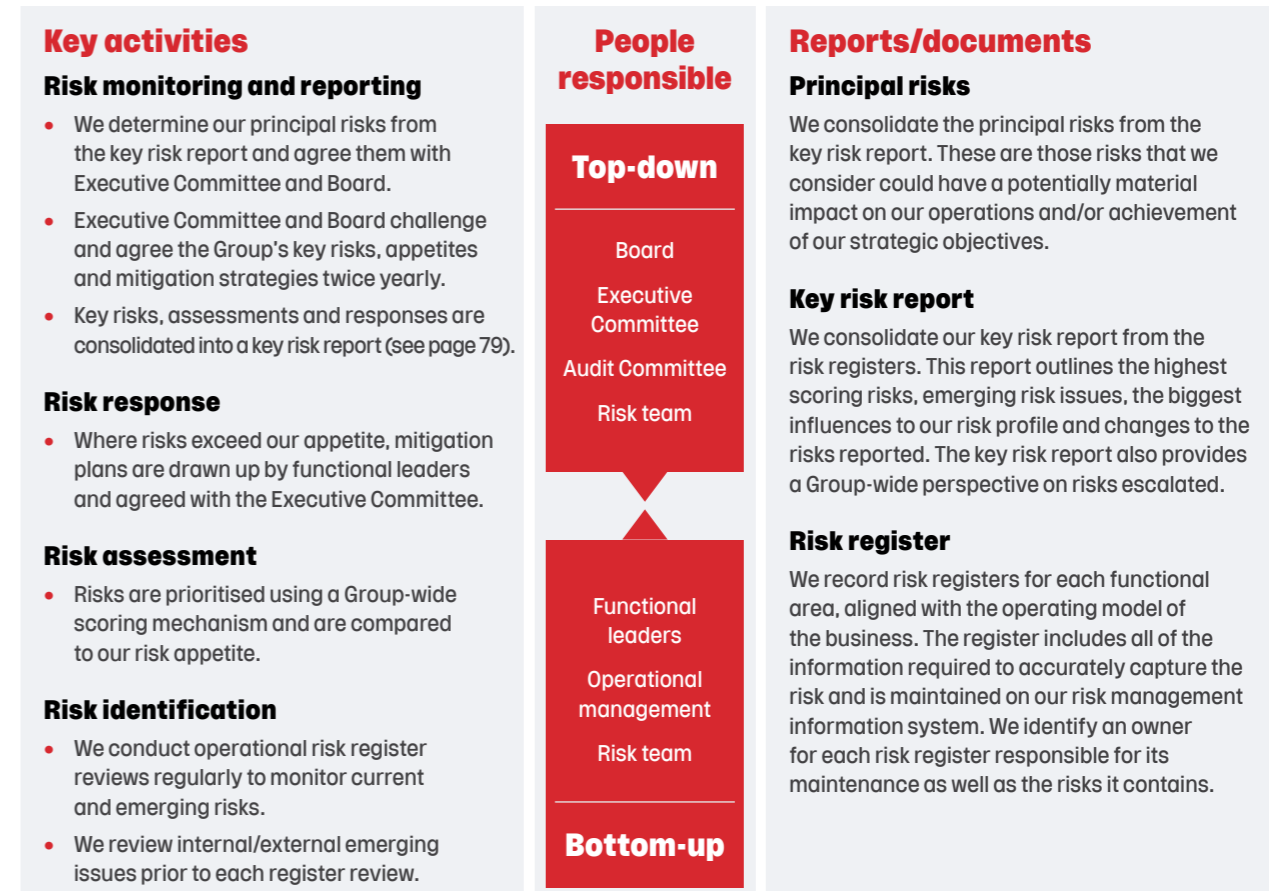 Key activities
Risk monitoring and reporting
• We determine our principal risks from
the key risk report and agree them with
Executive Committee and Board.
• Executive Committee and Board challenge
and agree the Group's key risks, appetites
and mitigation strategies twice yearly.
• Key risks, assessments and responses are
consolidated into a key risk report (see page 79).
Risk response
• Where risks exceed our appetite, mitigation
plans are drawn up by functional leaders
and agreed with the Executive Committee.
Risk assessment
• Risks are prioritised using a Group-wide
scoring mechanism and are compared
to our risk appetite.
Risk identification
• We conduct operational risk register
reviews regularly to monitor current
and emerging risks.
• We review internal/external emerging
issues prior to each register review.
People
responsible
Top-down
Board
Executive
Committee
Audit Committee
Risk team
Functional
leaders
Operational
management
Risk team
Bottom-up
Reports/documents
Principal risks
We consolidate the principal risks from the
key risk report. These are those risks that we
consider could have a potentially material
impact on our operations and/or achievement
of our strategic objectives.
Key risk report
We consolidate our key risk report from the
risk registers. This report outlines the highest
scoring risks, emerging risk issues, the biggest
influences to our risk profile and changes to the
risks reported. The key risk report also provides
a Group-wide perspective on risks escalated.
Risk register
We record risk registers for each functional
area, aligned with the operating model of
the business. The register includes all of the
information required to accurately capture the
risk and is maintained on our risk management
information system. We identify an owner
for each risk register responsible for its
maintenance as well as the risks it contains.